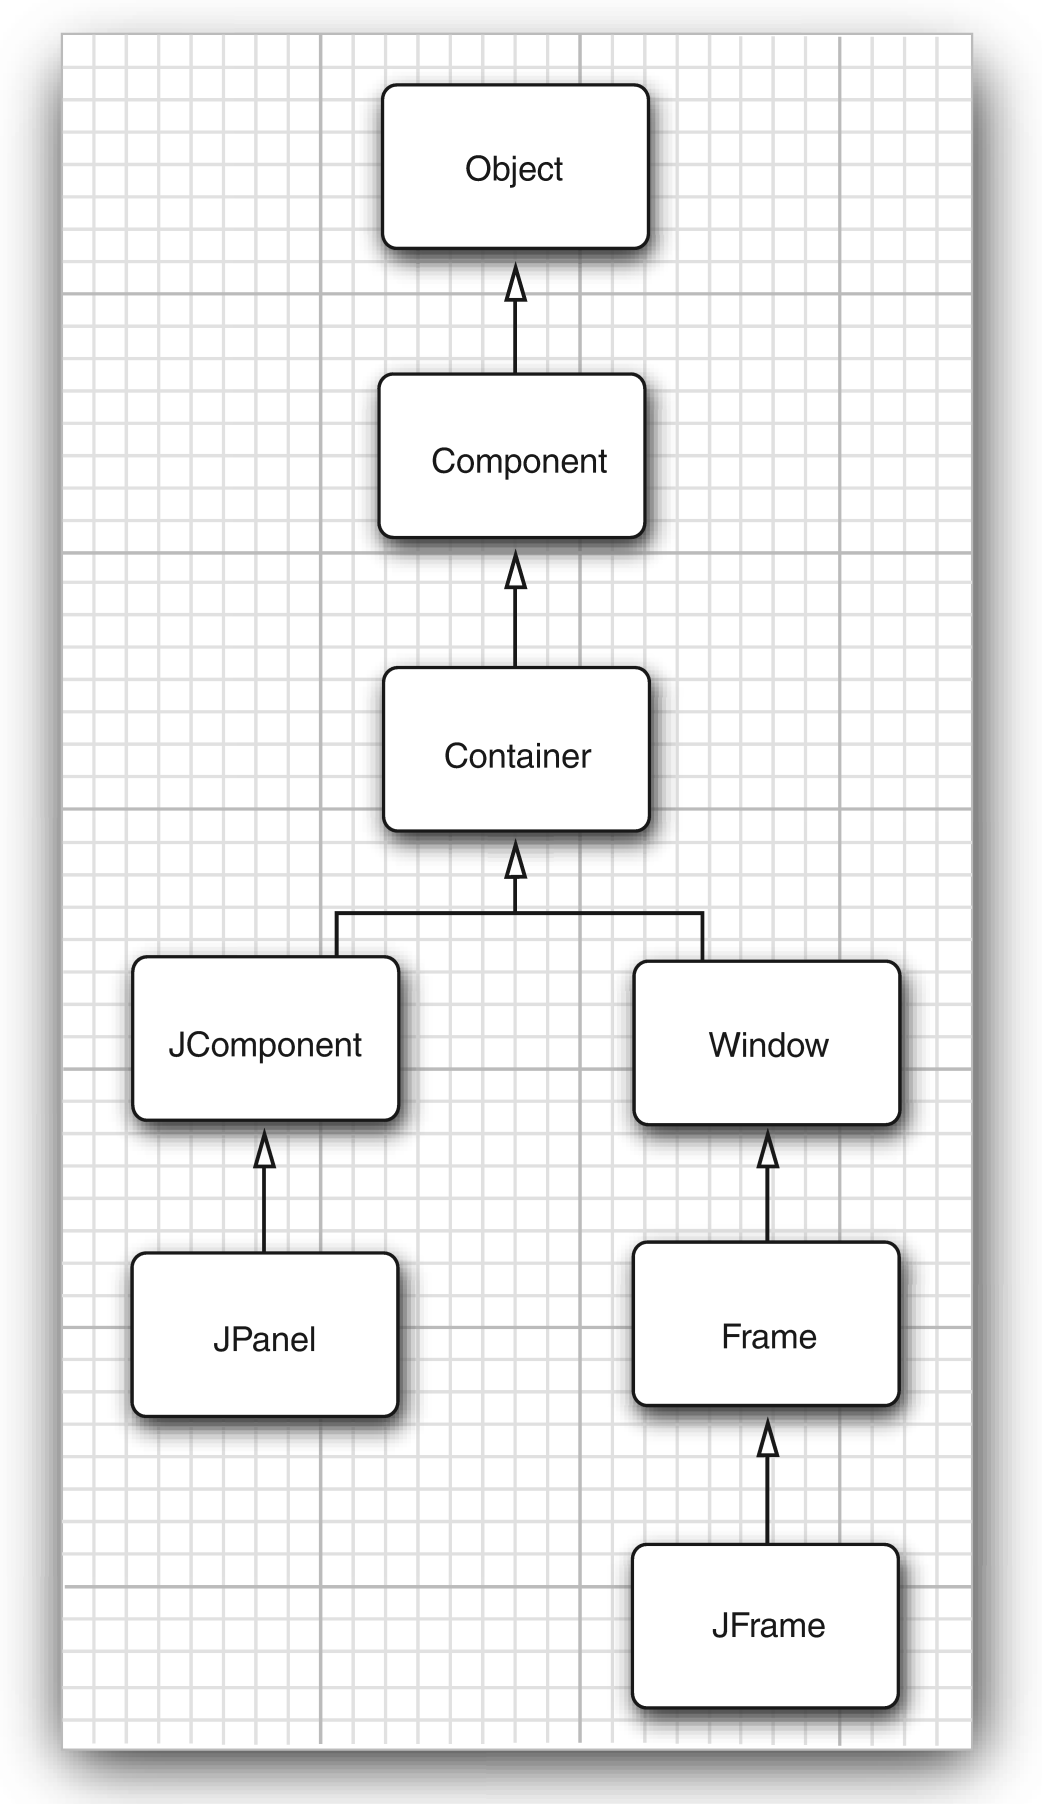 Object
Component
Container
JComponent
Window
JPanel
Frame
JFrame